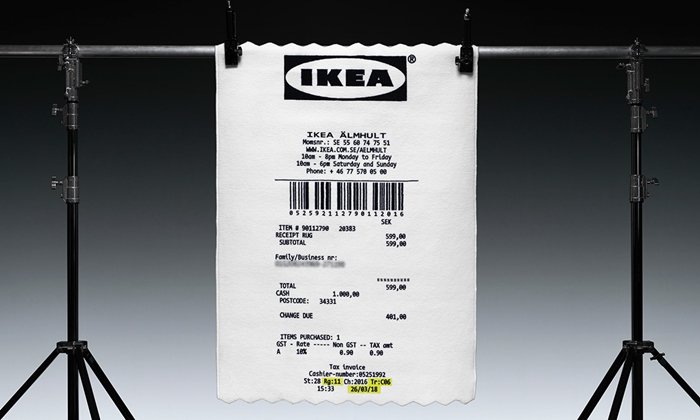 IKEA®
IKEA ÄLMHULT
Momsnr.: SE 55 60 74 75 51
WWW.IKEA.COM.SE/AELMHULT
10am - 8pm Monday to Friday
10am - 6pm Saturday and Sunday
Phone: + 46 77 570 05 00
052592112790112016
SEK
ITEM # 90112790 20383
RECEIPT RUG 599,00
SUBTOTAL 599,00
Family/Business nr:
==========
TOTAL 599,00
CASH 1.000,00
POSTCODE: 34331
CHANGE DUE 401,00
ITEMS PURCHASED: 1
GST - Rate ----- Non GST -- TAX amt
A 10% 0.90 0.90
Tax invoice
Cashier-number:05251992
St:28 Rg:11 Ch:2016 Tr:C06
15:33 26/03/18